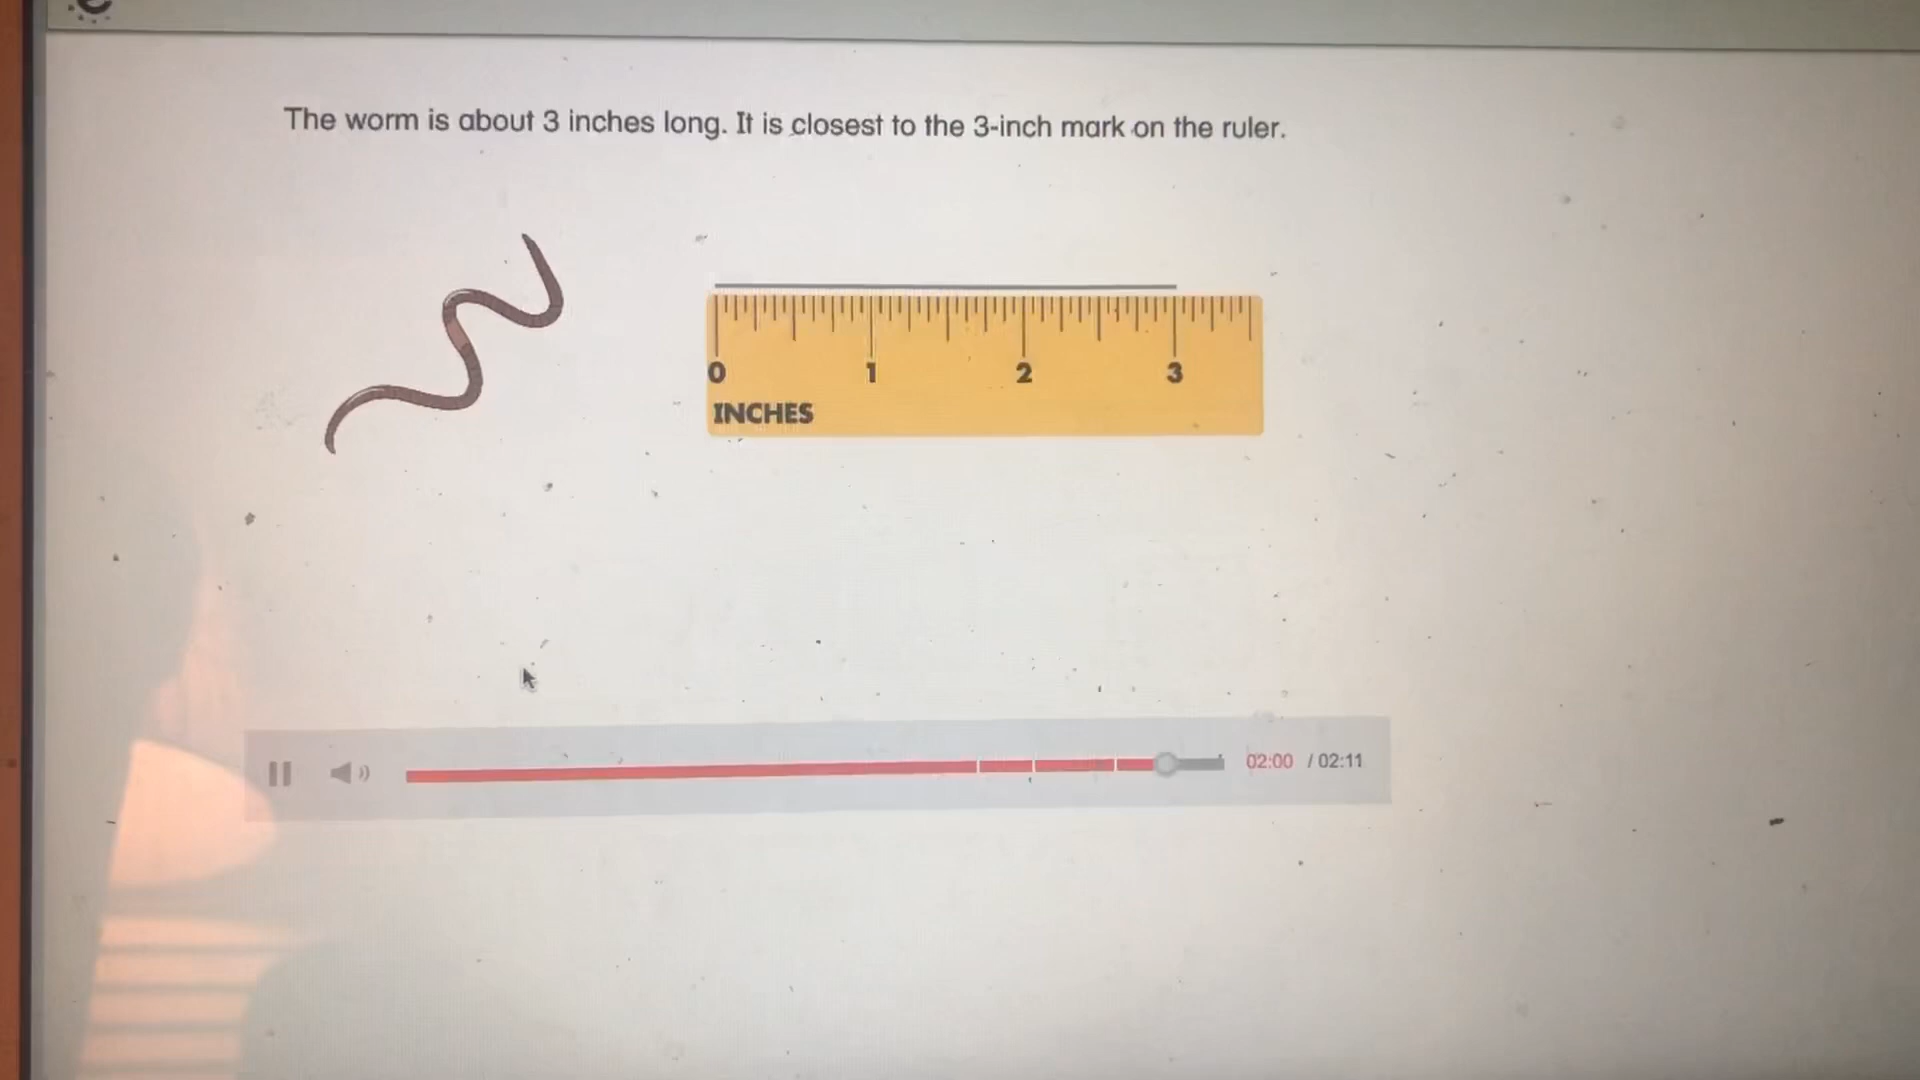 The worm is about 3 inches long. It is closest to the 3-inch mark on the ruler.
0 1 2 3
INCHES
02:00 / 02:11